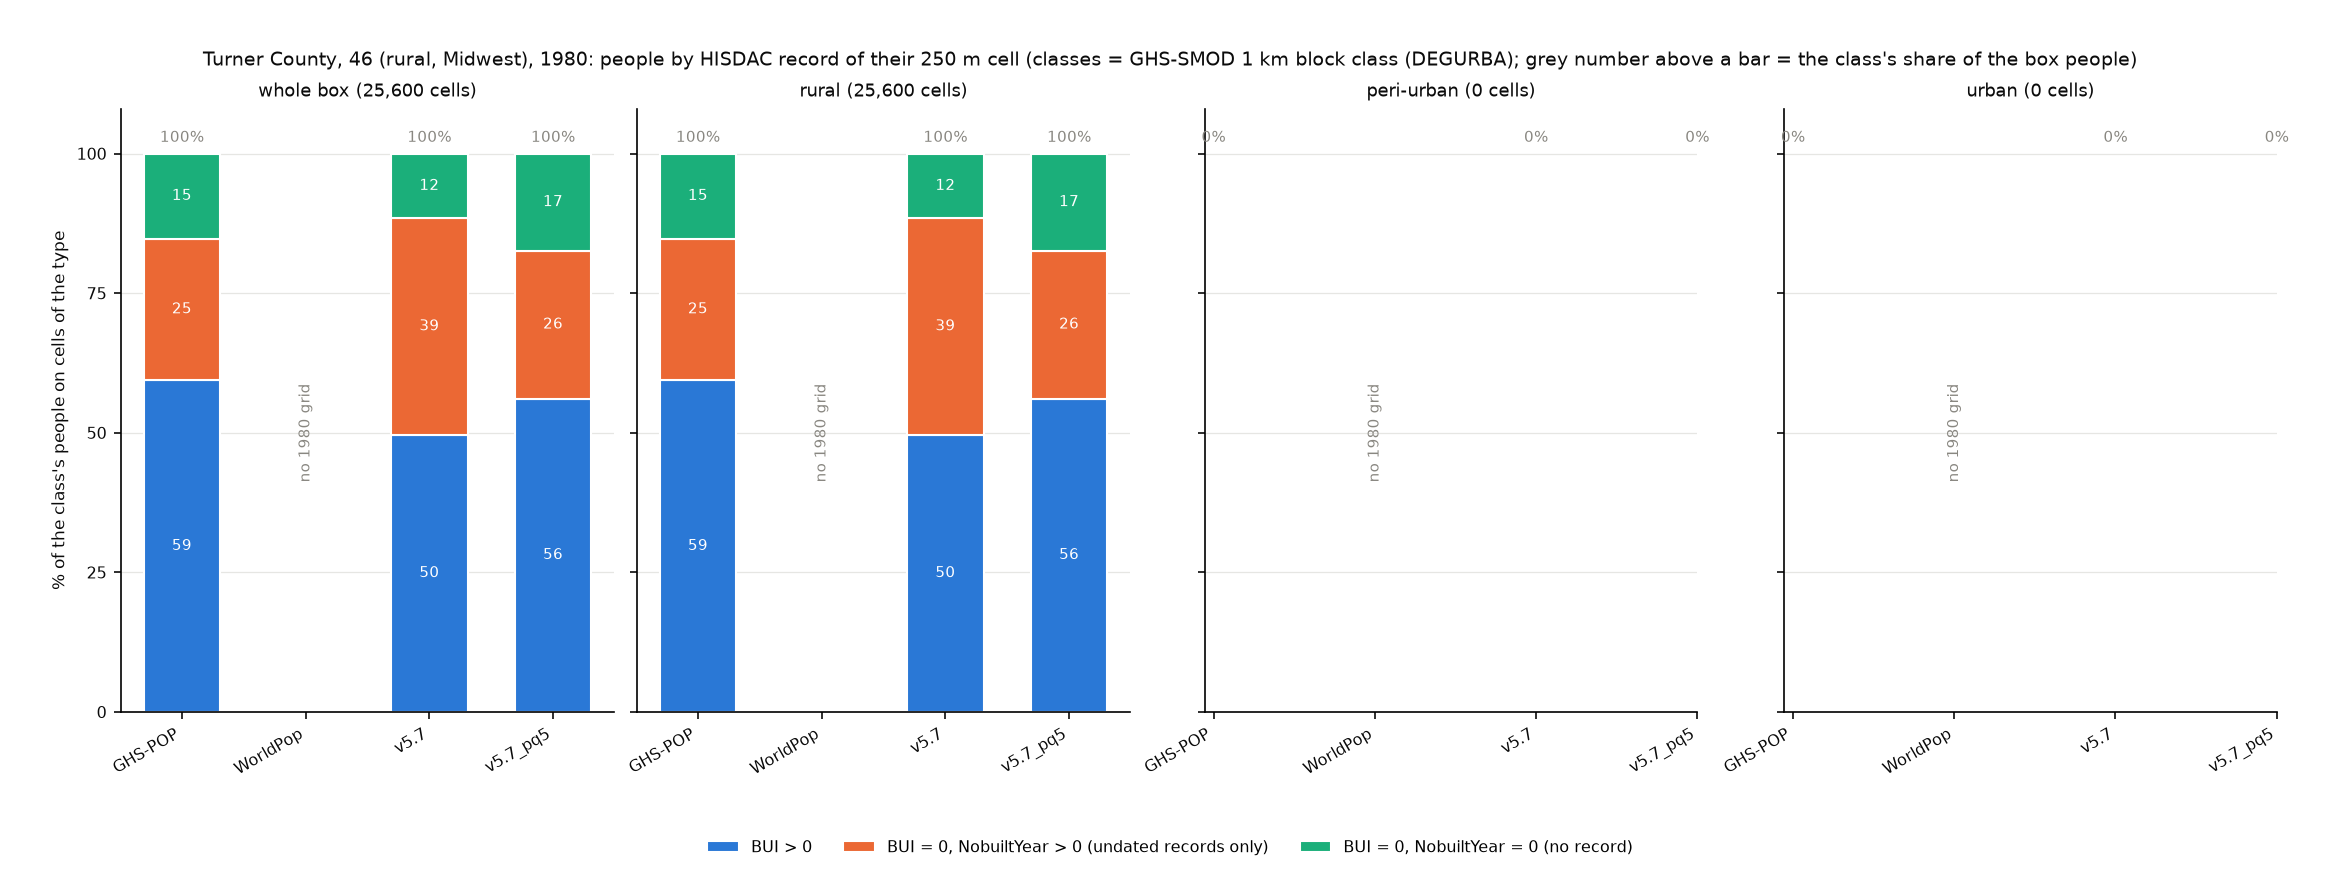 Turner County, 46 (rural, Midwest), 1980: people by HISDAC record of their 250 m cell (classes = GHS-SMOD 1 km block class (DEGURBA); grey number above a bar = the class's share of the box people)
whole box (25,600 cells)
% of the class's people on cells of the type
100
75
50
25
0
100%
100%
100%
15
25
59
no 1980 grid
12
39
50
17
26
56
GHS-POP
WorldPop
v5.7
v5.7_pq5
rural (25,600 cells)
100%
100%
100%
15
25
59
no 1980 grid
12
39
50
17
26
56
GHS-POP
WorldPop
v5.7
v5.7_pq5
peri-urban (0 cells)
0%
0%
0%
no 1980 grid
GHS-POP
WorldPop
v5.7
v5.7_pq5
urban (0 cells)
0%
0%
0%
no 1980 grid
GHS-POP
WorldPop
v5.7
v5.7_pq5
BUI > 0
BUI = 0, NobuiltYear > 0 (undated records only)
BUI = 0, NobuiltYear = 0 (no record)